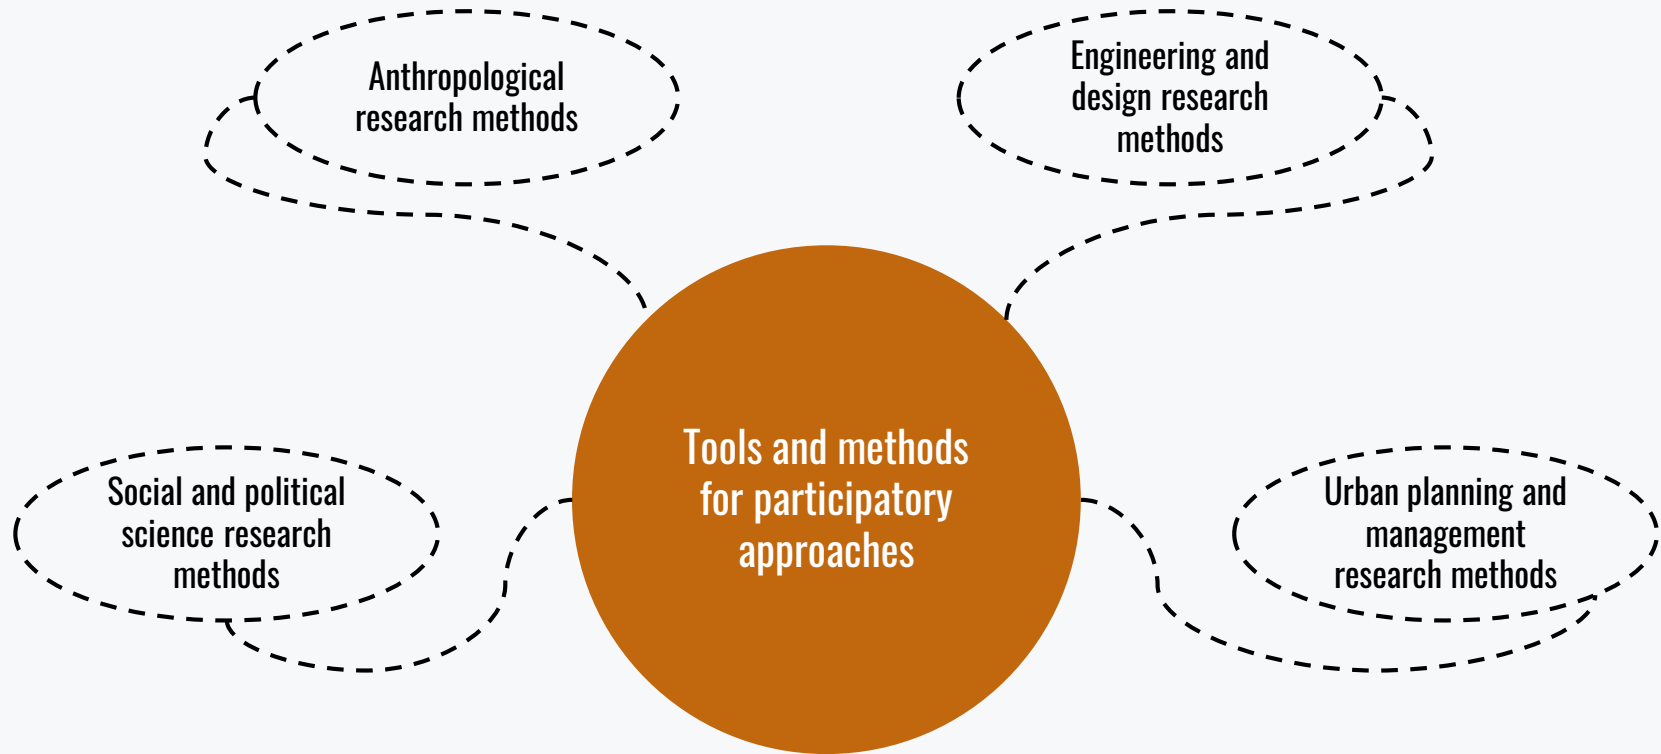 Anthropological
research methods
Engineering and
design research
methods
Tools and methods
for participatory
approaches
Social and political
science research
methods
Urban planning and
management
research methods